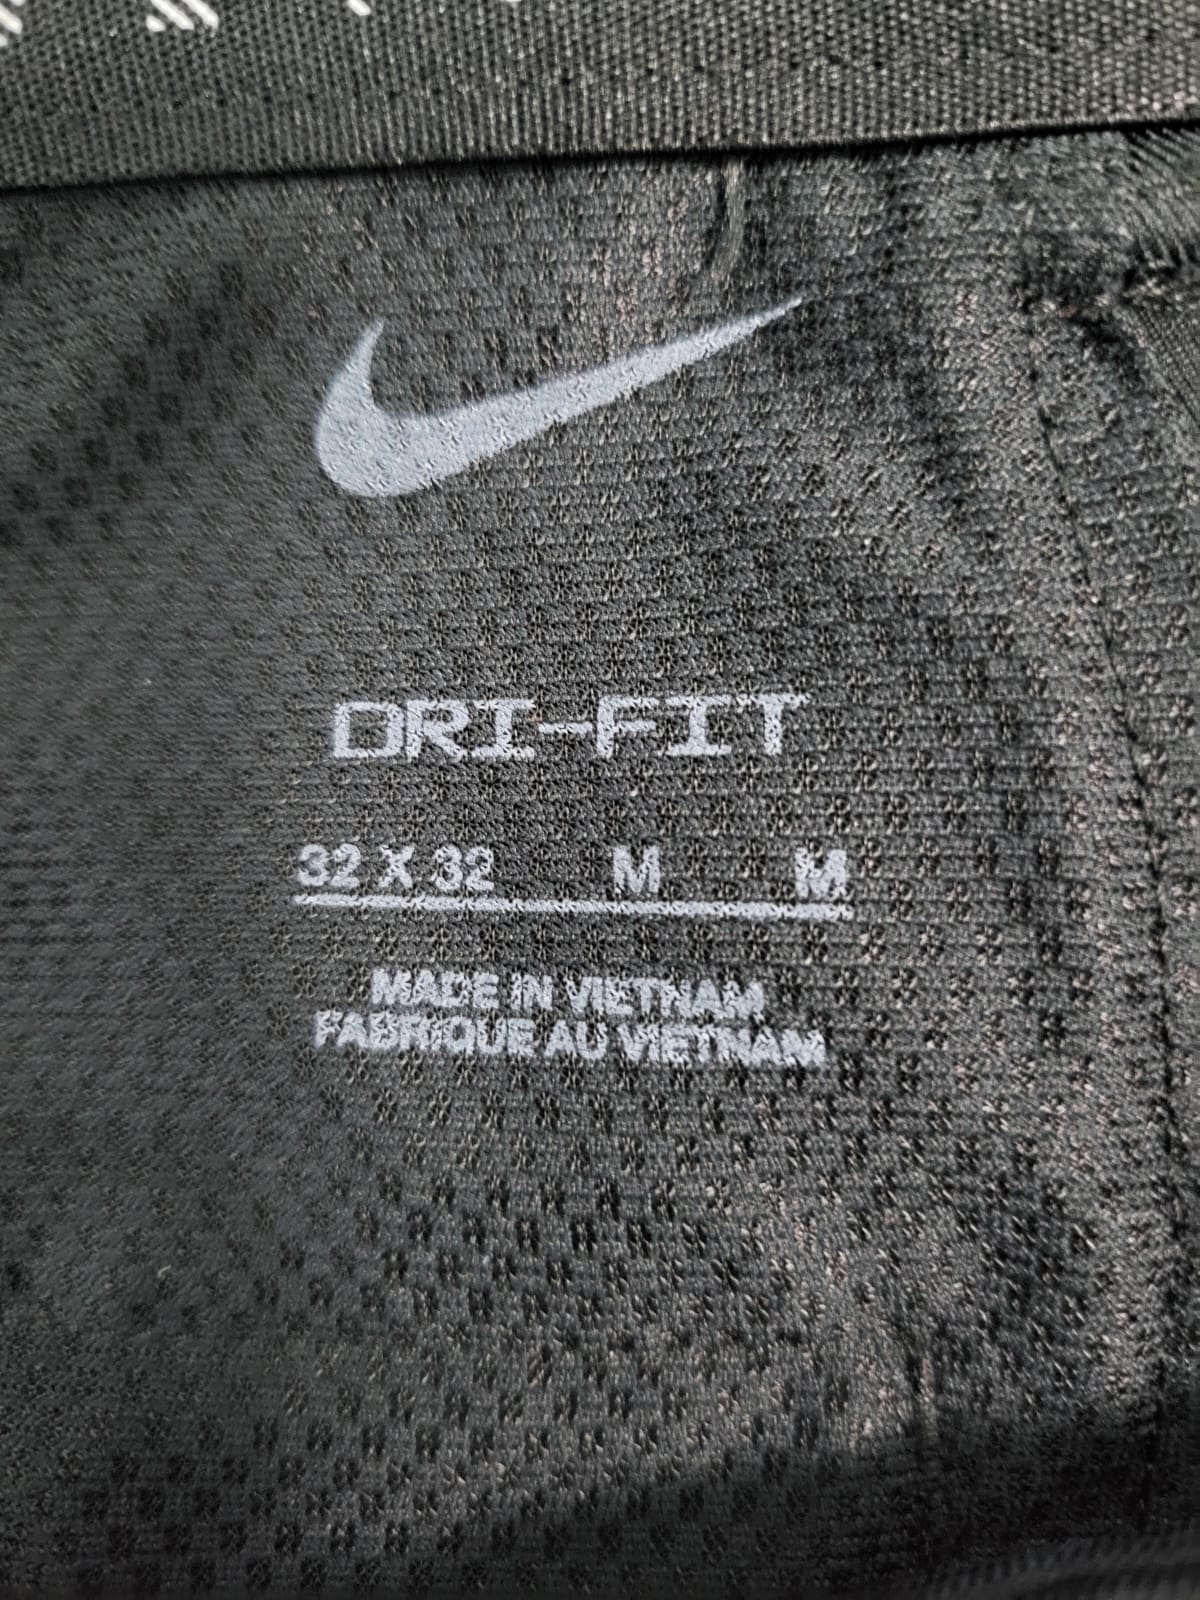 DRI-FIT
32 X 32 M M
MADE IN VIETNAM
FABRIQUE AU VIETNAM